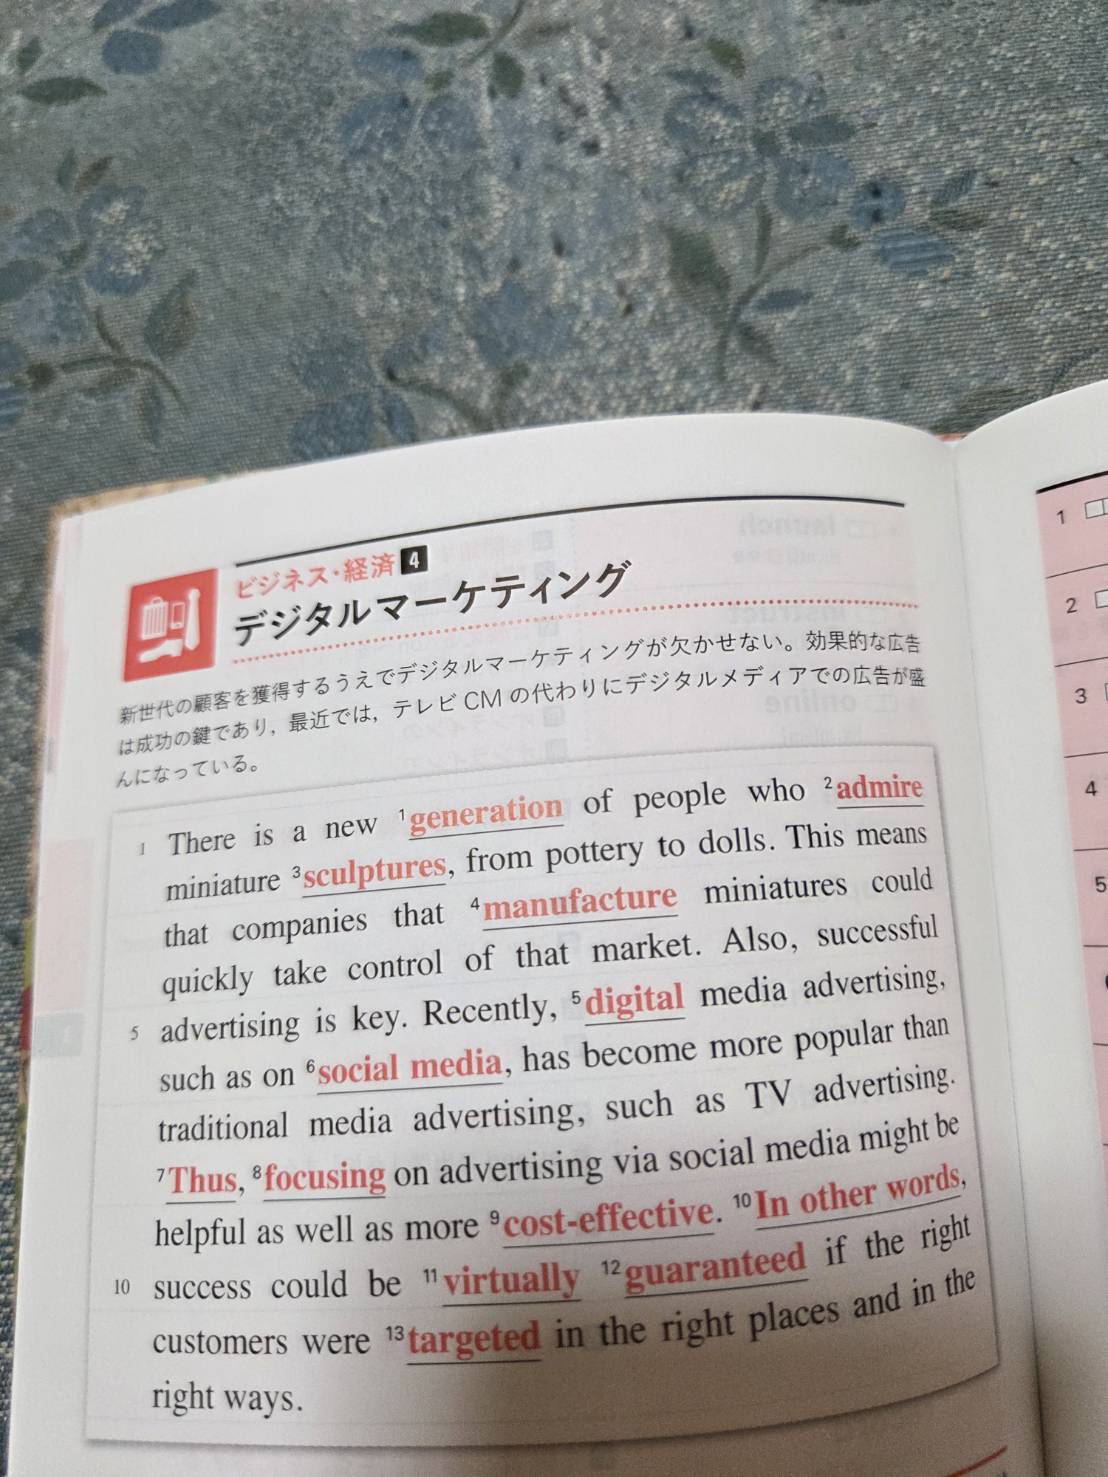 ビジネス・経済 4
デジタルマーケティング
新世代の顧客を獲得するうえでデジタルマーケティングが欠かせない。効果的な広告
は成功の鍵であり，最近では，テレビCMの代わりにデジタルメディアでの広告が盛
んになっている。
1 There is a new 1generation of people who 2admire
miniature 3sculptures, from pottery to dolls. This means
that companies that 4manufacture miniatures could
quickly take control of that market. Also, successful
5 advertising is key. Recently, 5digital media advertising,
such as on 6social media, has become more popular than
traditional media advertising, such as TV advertising.
7Thus, 8focusing on advertising via social media might be
helpful as well as more 9cost-effective. 10In other words,
10 success could be 11virtually 12guaranteed if the right
customers were 13targeted in the right places and in the
right ways.
1
2
3
4
5